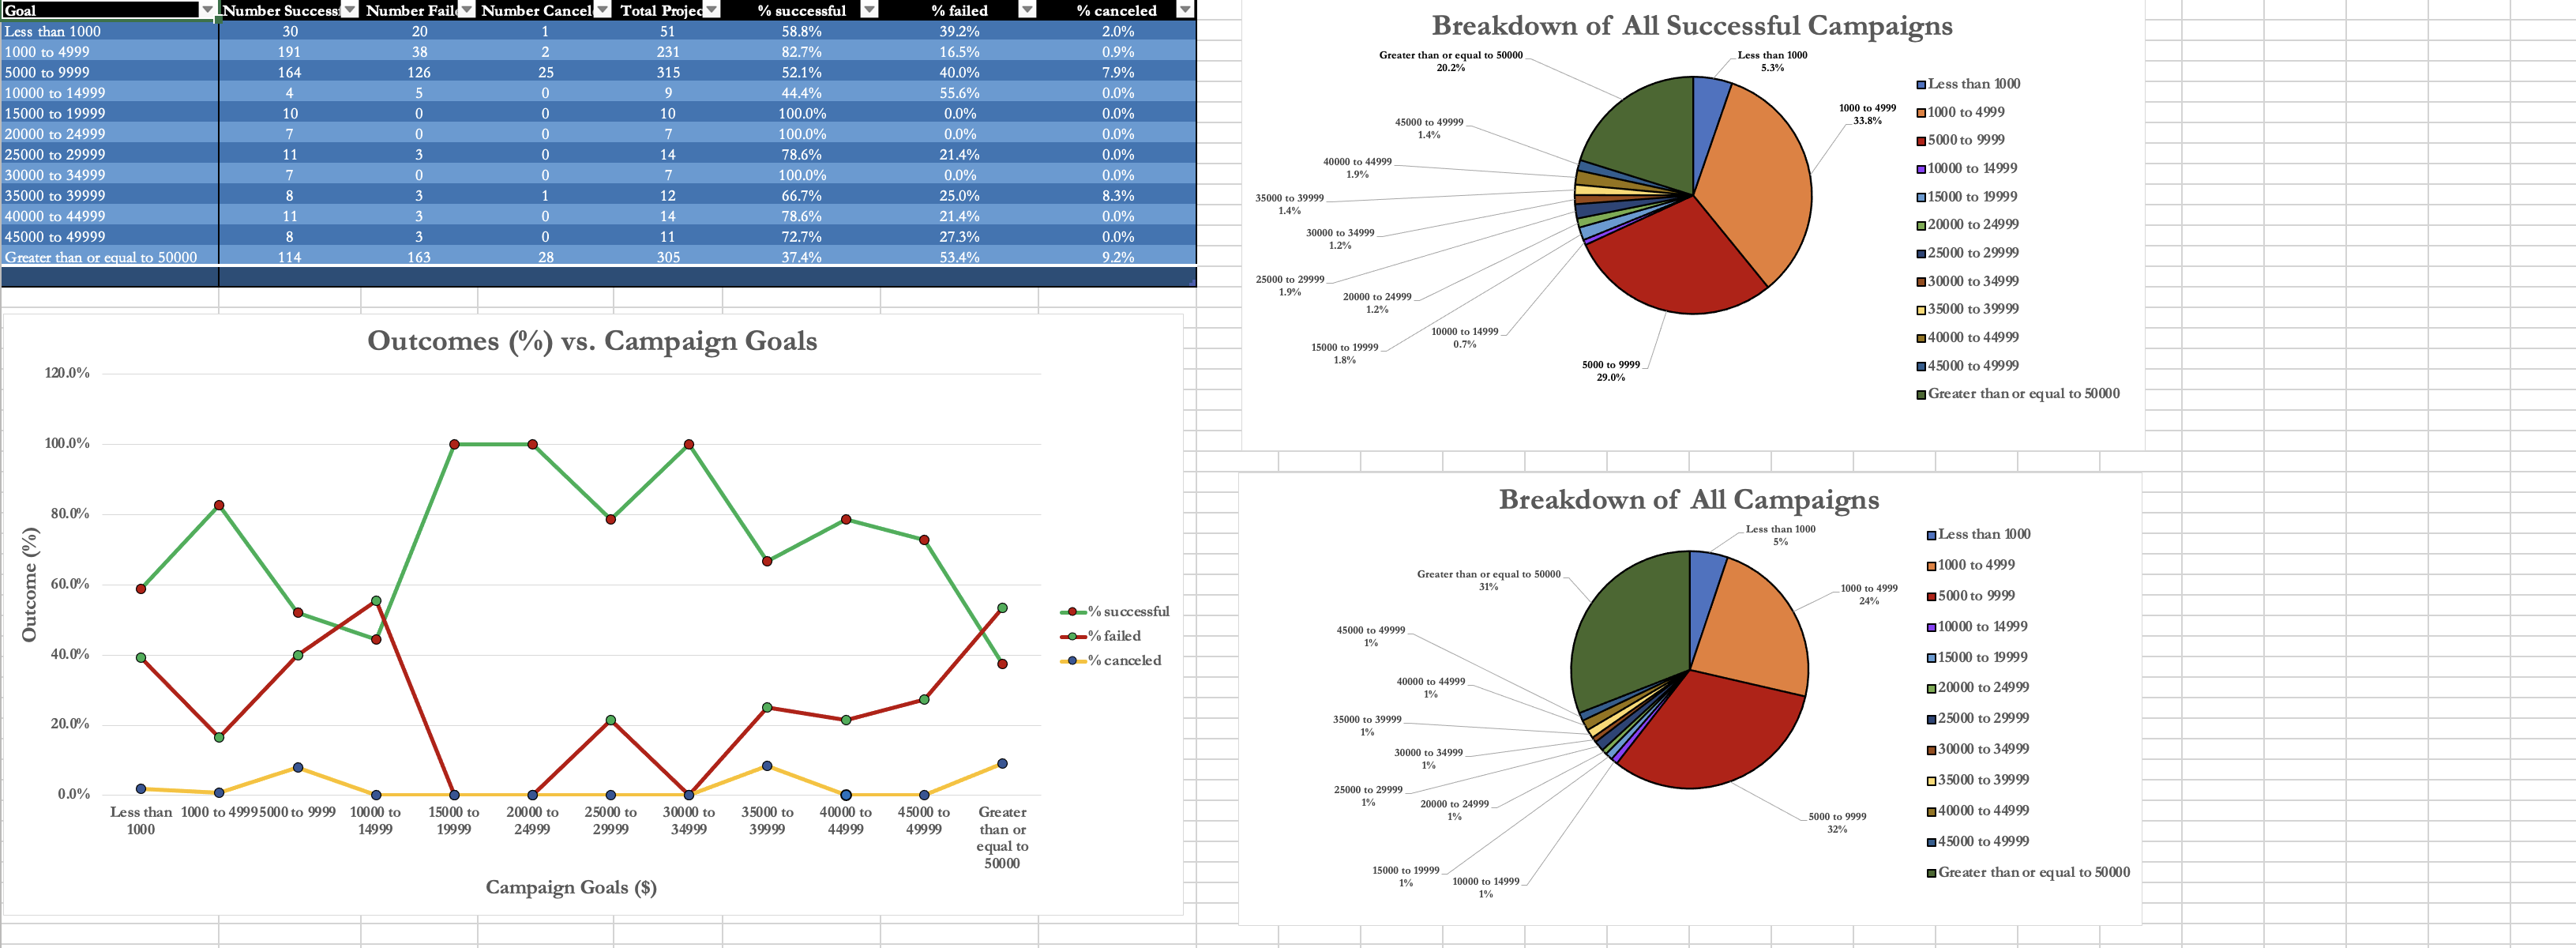 Goal Number Successf Number Faile Number Cancel Total Projec % successful % failed % canceled
Less than 1000 30 20 1 51 58.8% 39.2% 2.0%
1000 to 4999 191 38 2 231 82.7% 16.5% 0.9%
5000 to 9999 164 126 25 315 52.1% 40.0% 7.9%
10000 to 14999 4 5 0 9 44.4% 55.6% 0.0%
15000 to 19999 10 0 0 10 100.0% 0.0% 0.0%
20000 to 24999 7 0 0 7 100.0% 0.0% 0.0%
25000 to 29999 11 3 0 14 78.6% 21.4% 0.0%
30000 to 34999 7 0 0 7 100.0% 0.0% 0.0%
35000 to 39999 8 3 1 12 66.7% 25.0% 8.3%
40000 to 44999 11 3 0 14 78.6% 21.4% 0.0%
45000 to 49999 8 3 0 11 72.7% 27.3% 0.0%
Greater than or equal to 50000 114 163 28 305 37.4% 53.4% 9.2%
Outcomes (%) vs. Campaign Goals
120.0%
100.0%
80.0%
60.0%
40.0%
20.0%
0.0%
Outcome (%)
Less than
1000
1000 to 4999
5000 to 9999
10000 to
14999
15000 to
19999
20000 to
24999
25000 to
29999
30000 to
34999
35000 to
39999
40000 to
44999
45000 to
49999
Greater
than or
equal to
50000
Campaign Goals ($)
% successful
% failed
% canceled
Breakdown of All Successful Campaigns
Less than 1000
5.3%
1000 to 4999
33.8%
5000 to 9999
29.0%
10000 to 14999
0.7%
15000 to 19999
1.8%
20000 to 24999
1.2%
25000 to 29999
1.9%
30000 to 34999
1.2%
35000 to 39999
1.4%
40000 to 44999
1.9%
45000 to 49999
1.4%
Greater than or equal to 50000
20.2%
Less than 1000
1000 to 4999
5000 to 9999
10000 to 14999
15000 to 19999
20000 to 24999
25000 to 29999
30000 to 34999
35000 to 39999
40000 to 44999
45000 to 49999
Greater than or equal to 50000
Breakdown of All Campaigns
Less than 1000
5%
1000 to 4999
24%
5000 to 9999
32%
10000 to 14999
1%
15000 to 19999
1%
20000 to 24999
1%
25000 to 29999
1%
30000 to 34999
1%
35000 to 39999
1%
40000 to 44999
1%
45000 to 49999
1%
Greater than or equal to 50000
31%
Less than 1000
1000 to 4999
5000 to 9999
10000 to 14999
15000 to 19999
20000 to 24999
25000 to 29999
30000 to 34999
35000 to 39999
40000 to 44999
45000 to 49999
Greater than or equal to 50000